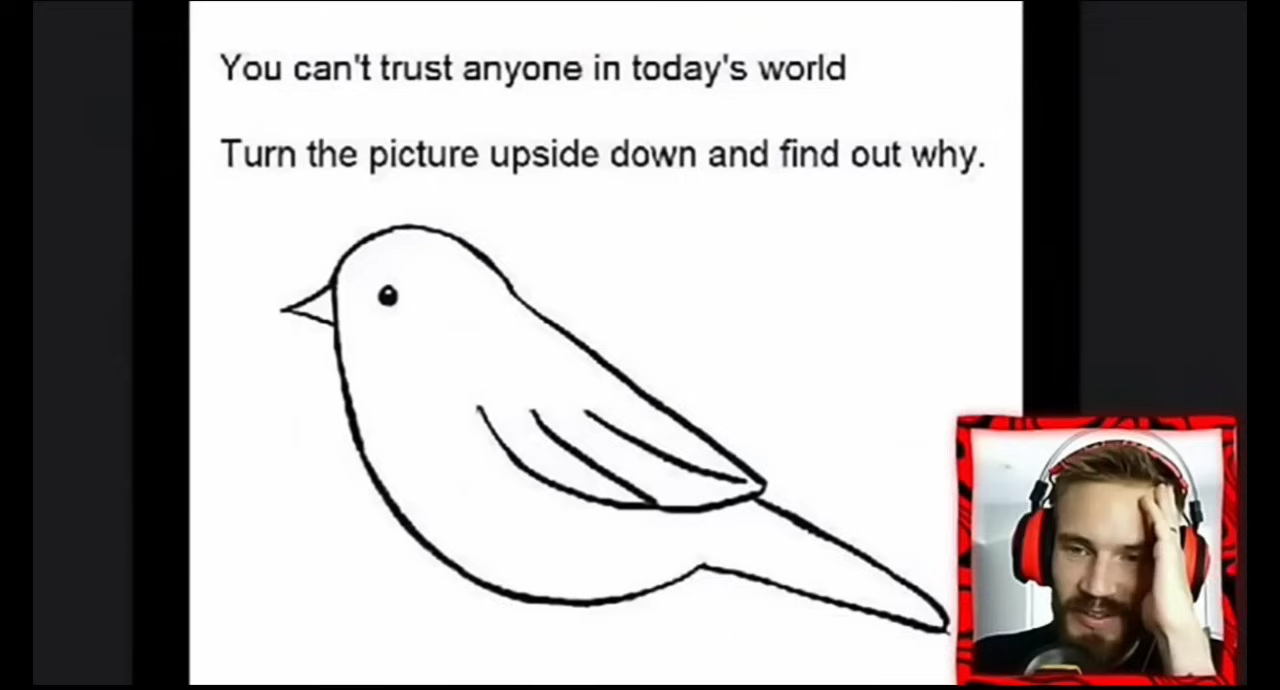 You can't trust anyone in today's world
Turn the picture upside down and find out why.